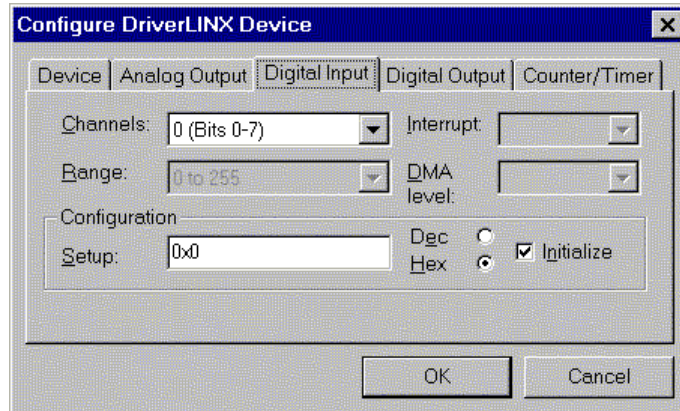 Configure DriverLINX Device
Device Analog Output Digital Input Digital Output Counter/Timer
Channels: 0 (Bits 0-7) Interrupt:
Range: 0 to 255 DMA level:
Configuration
Setup: 0x0 Dec Hex Initialize
OK Cancel